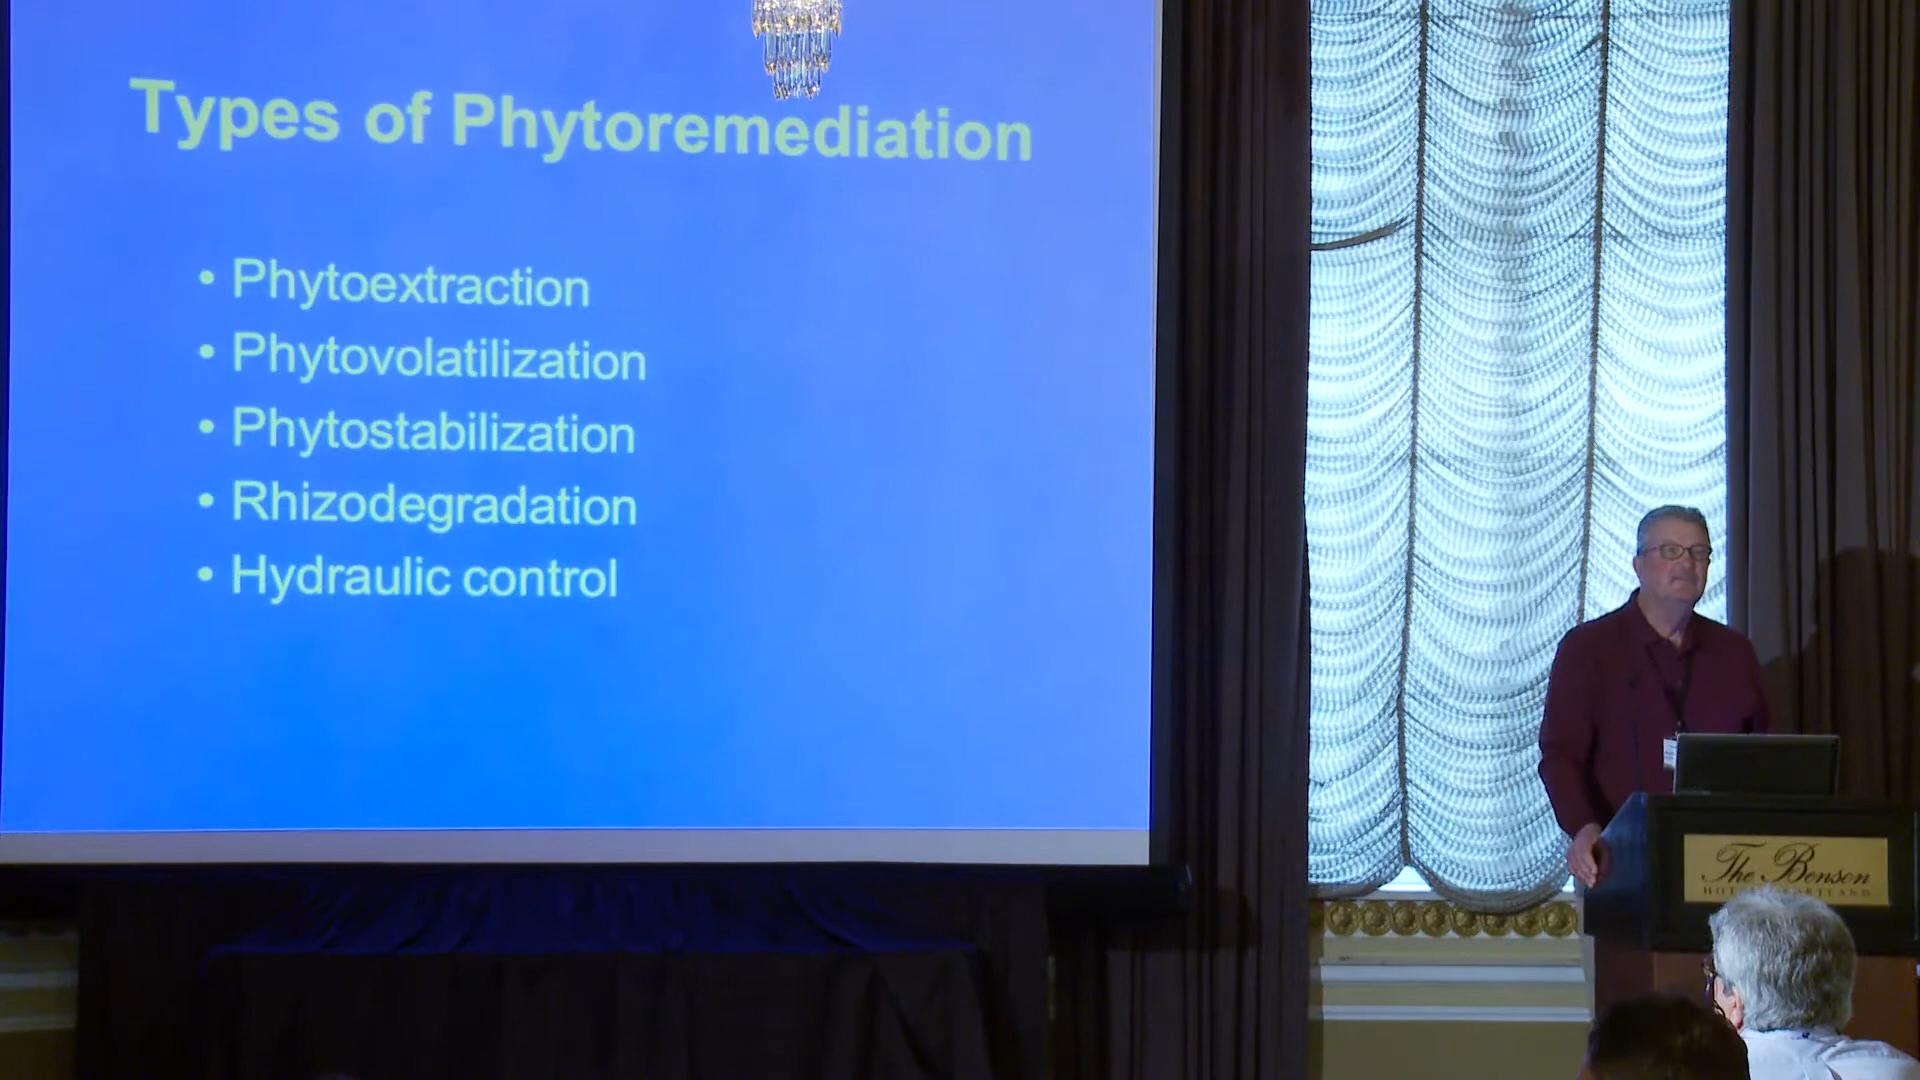 Types of Phytoremediation
• Phytoextraction
• Phytovolatilization
• Phytostabilization
• Rhizodegradation
• Hydraulic control
The Benson